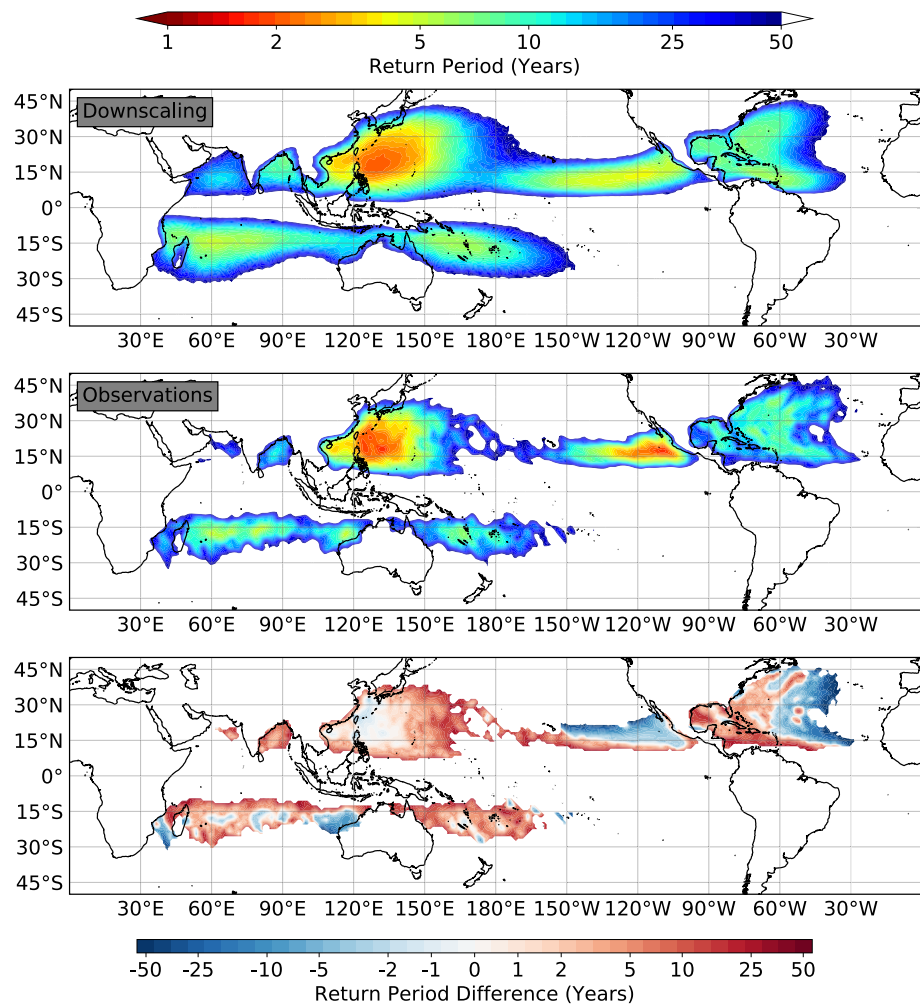 1 2 5 10 25 50
Return Period (Years)
45°N
Downscaling
30°N
15°N
0°
15°S
30°S
45°S
30°E 60°E 90°E 120°E 150°E 180°E 150°W 120°W 90°W 60°W 30°W
45°N
Observations
30°N
15°N
0°
15°S
30°S
45°S
30°E 60°E 90°E 120°E 150°E 180°E 150°W 120°W 90°W 60°W 30°W
45°N
30°N
15°N
0°
15°S
30°S
45°S
30°E 60°E 90°E 120°E 150°E 180°E 150°W 120°W 90°W 60°W 30°W
-50 -25 -10 -5 -2 -1 0 1 2 5 10 25 50
Return Period Difference (Years)